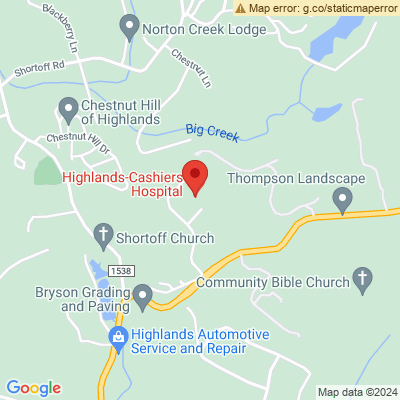 Map error: g.co/staticmaperror
Blackberry Ln
Norton Creek Lodge
Shortoff Rd
Chestnut Ln
Chestnut Hill
of Highlands
Big Creek
Chestnut Hill Dr
Highlands-Cashiers
Hospital
Thompson Landscape
Shortoff Church
1538
Community Bible Church
Bryson Grading
and Paving
Highlands Automotive
Service and Repair
Google
Map data ©2024